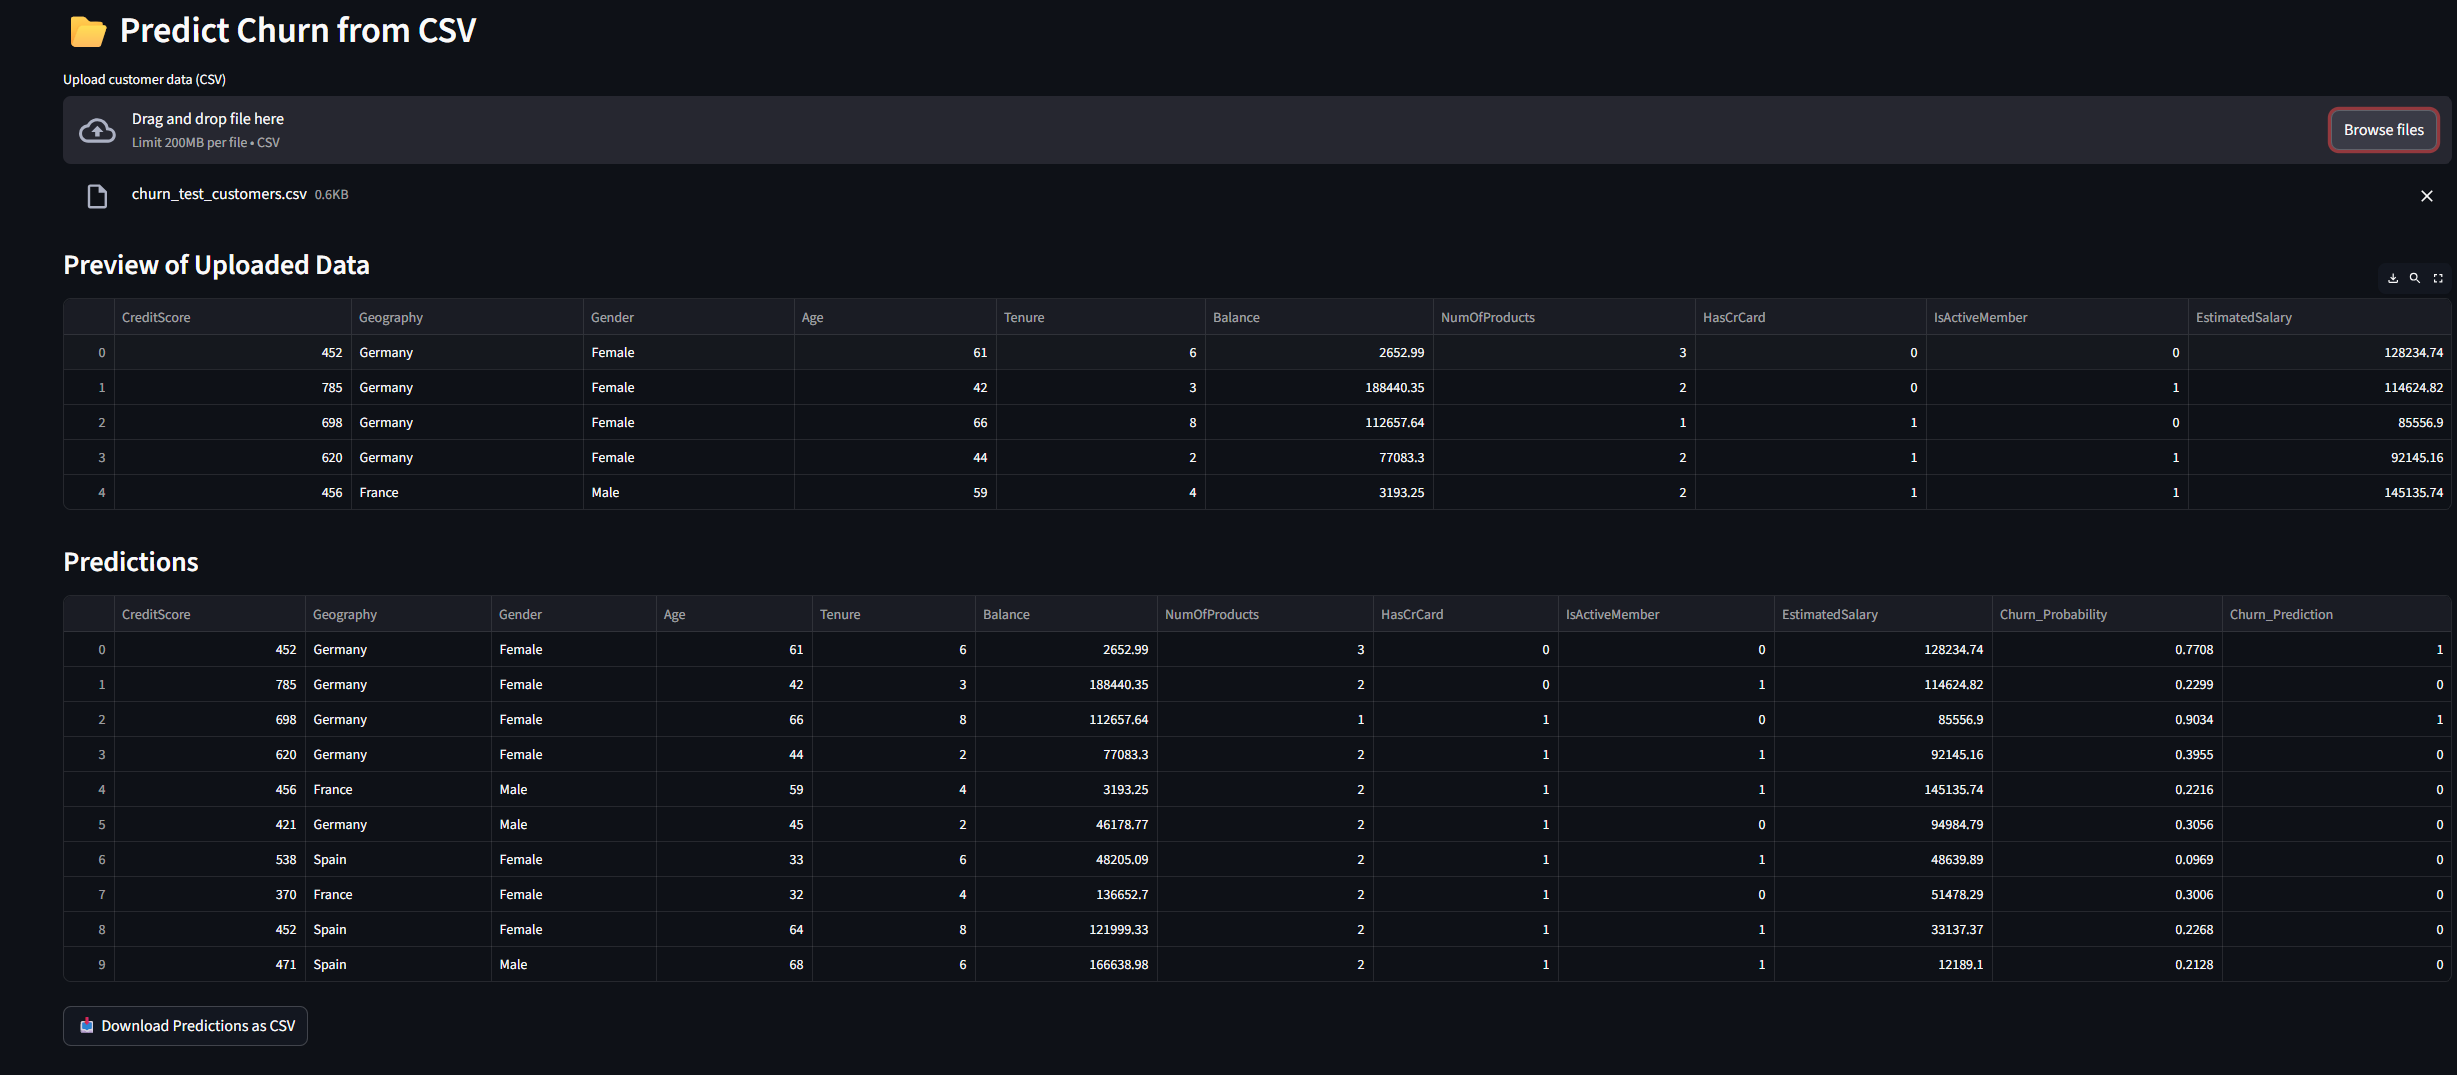 Predict Churn from CSV
Upload customer data (CSV)
Drag and drop file here
Limit 200MB per file • CSV
Browse files
churn_test_customers.csv 0.6KB
Preview of Uploaded Data
CreditScore Geography Gender Age Tenure Balance NumOfProducts HasCrCard IsActiveMember EstimatedSalary
0 452 Germany Female 61 6 2652.99 3 0 0 128234.74
1 785 Germany Female 42 3 188440.35 2 0 1 114624.82
2 698 Germany Female 66 8 112657.64 1 1 0 85556.9
3 620 Germany Female 44 2 77083.3 2 1 1 92145.16
4 456 France Male 59 4 3193.25 2 1 1 145135.74
Predictions
CreditScore Geography Gender Age Tenure Balance NumOfProducts HasCrCard IsActiveMember EstimatedSalary Churn_Probability Churn_Prediction
0 452 Germany Female 61 6 2652.99 3 0 0 128234.74 0.7708 1
1 785 Germany Female 42 3 188440.35 2 0 1 114624.82 0.2299 0
2 698 Germany Female 66 8 112657.64 1 1 0 85556.9 0.9034 1
3 620 Germany Female 44 2 77083.3 2 1 1 92145.16 0.3955 0
4 456 France Male 59 4 3193.25 2 1 1 145135.74 0.2216 0
5 421 Germany Male 45 2 46178.77 2 1 0 94984.79 0.3056 0
6 538 Spain Female 33 6 48205.09 2 1 1 48639.89 0.0969 0
7 370 France Female 32 4 136652.7 2 1 0 51478.29 0.3006 0
8 452 Spain Female 64 8 121999.33 2 1 1 33137.37 0.2268 0
9 471 Spain Male 68 6 166638.98 2 1 1 12189.1 0.2128 0
Download Predictions as CSV